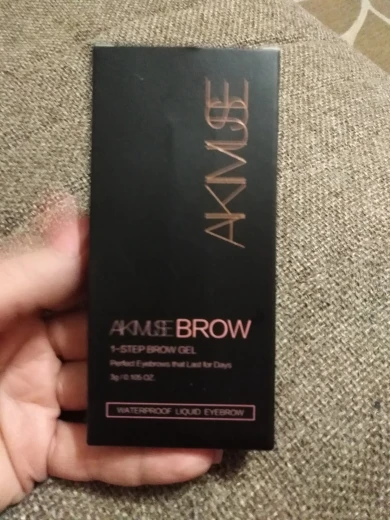 AKMUSE
AKMUSE BROW
1-STEP BROW GEL
Perfect Eyebrows that Last for Days
3g / 0.105 OZ.
WATERPROOF LIQUID EYEBROW